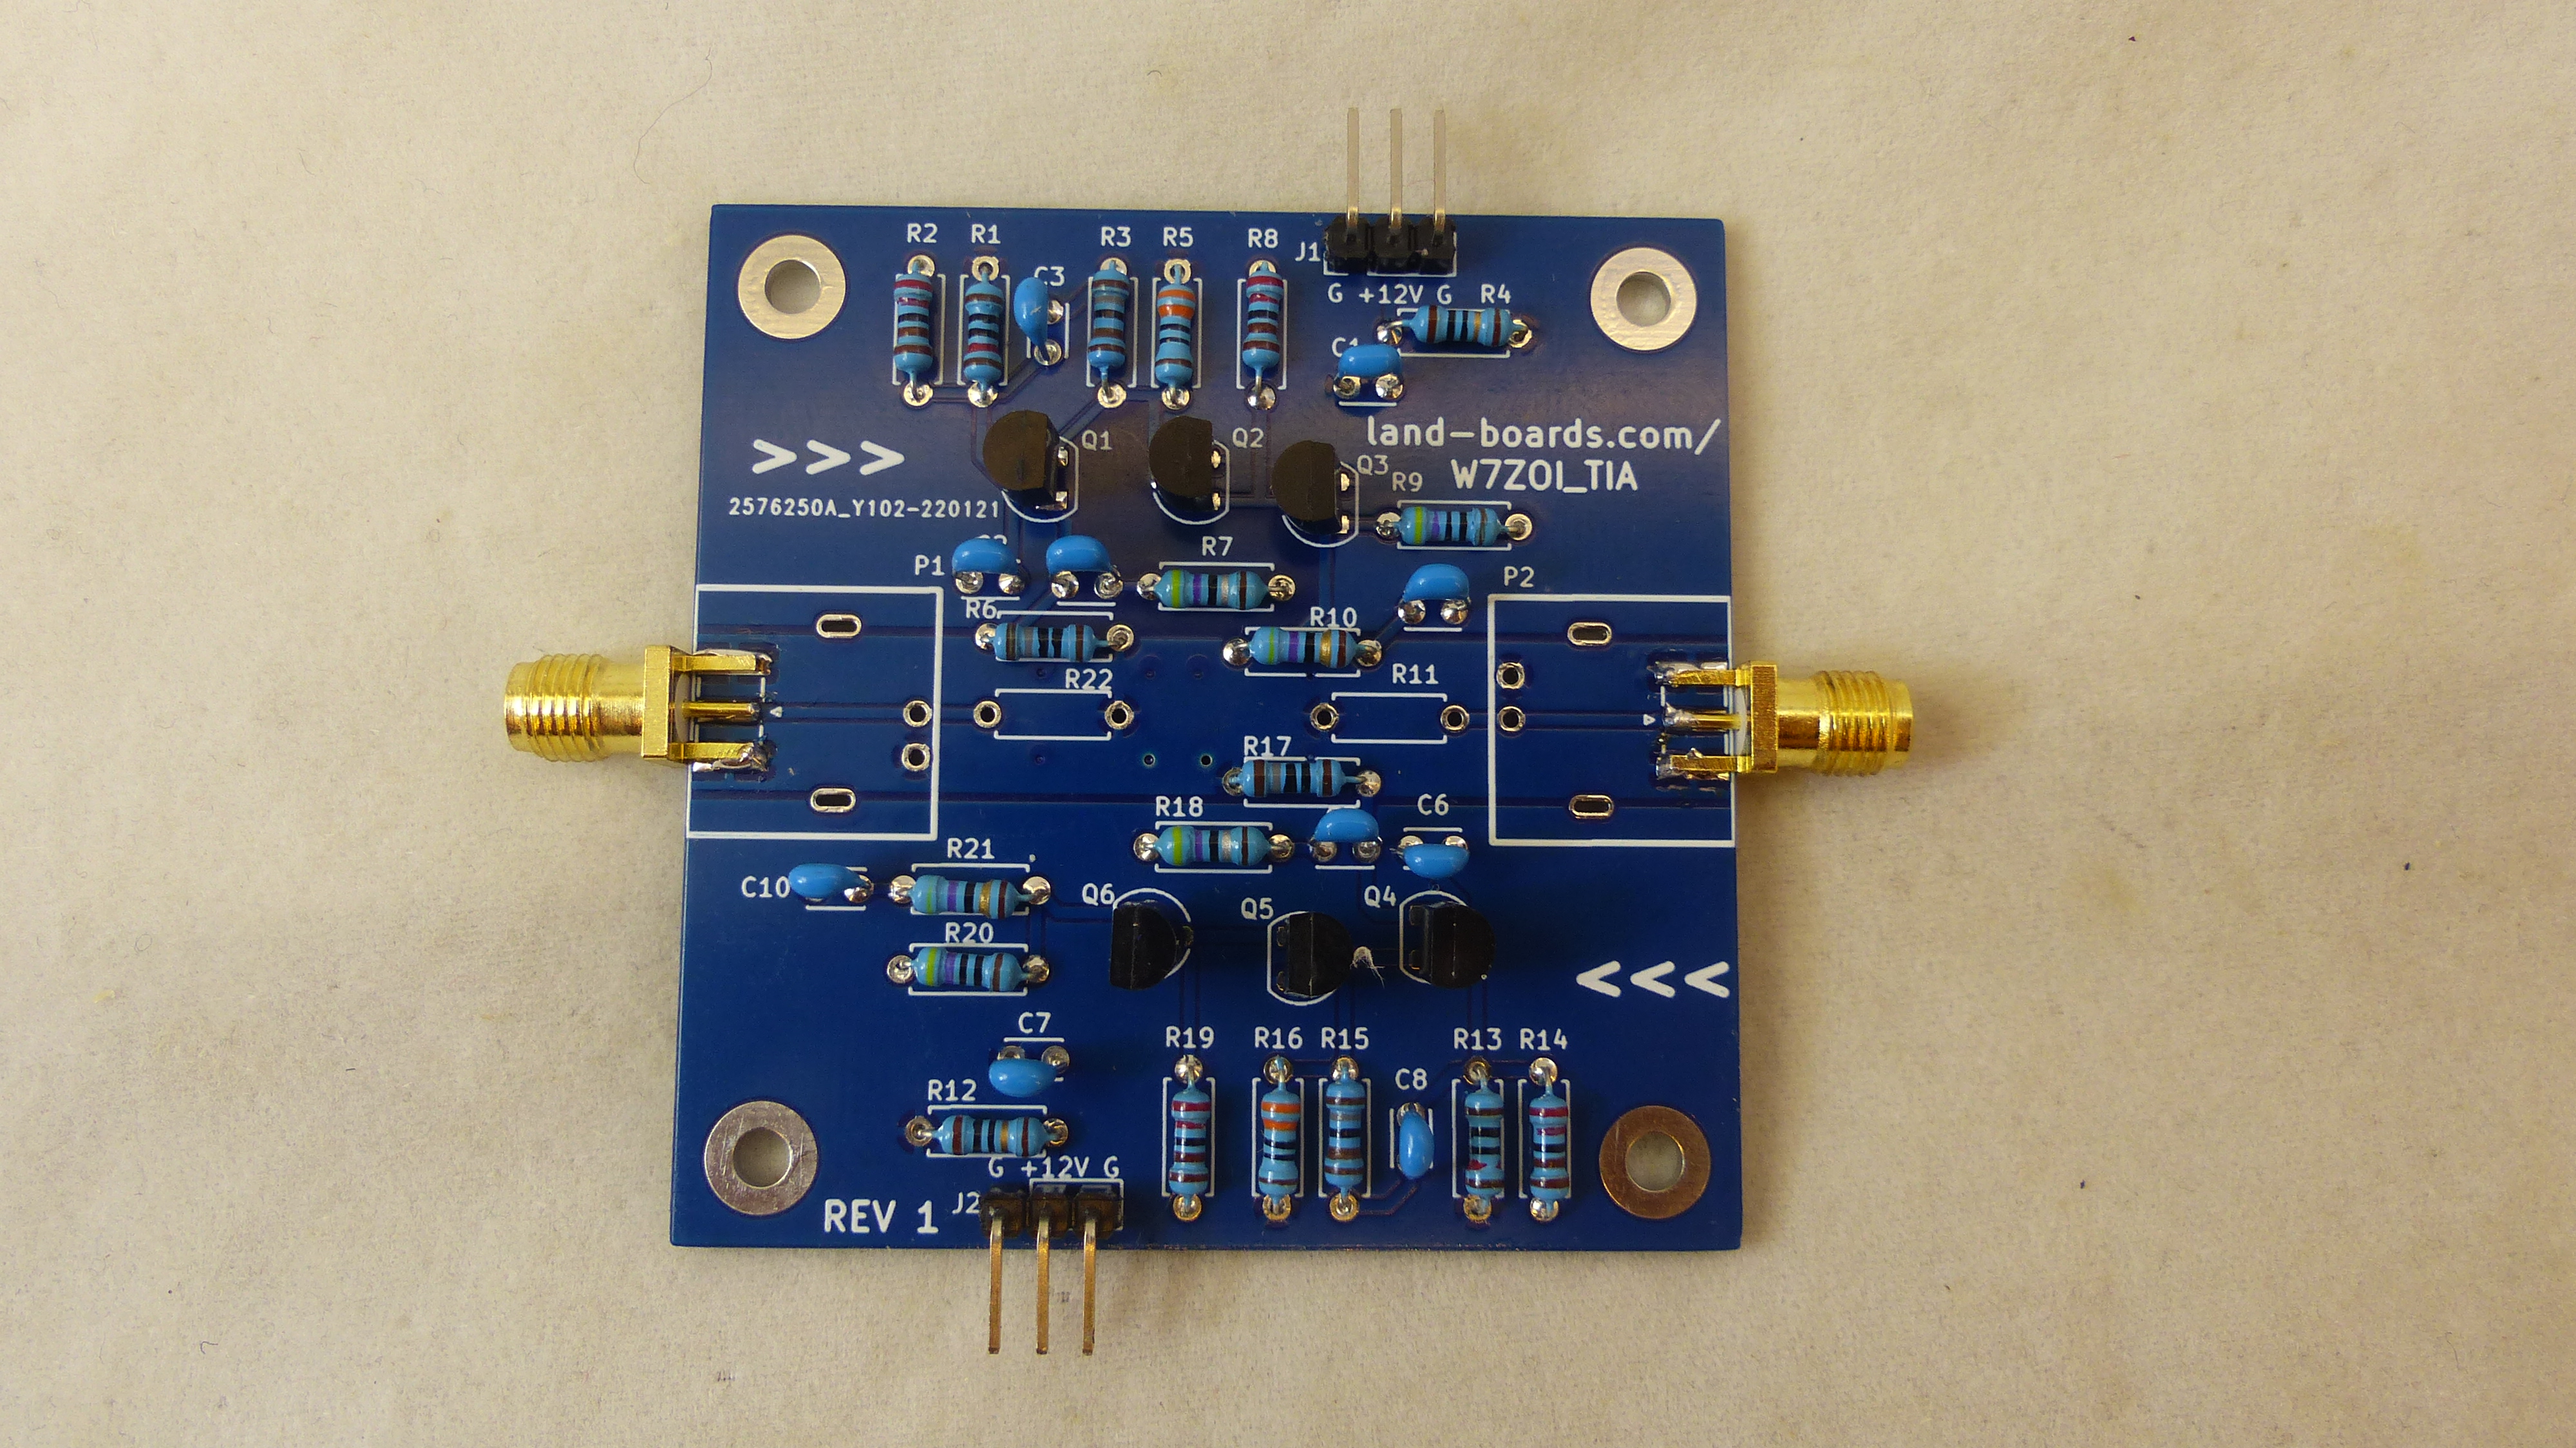 R2 R1 R3 R5 R8
J1
C3
G +12V G R4
C1
land-boards.com/
W7ZOI_TIA
>>>
2576250A_Y102-220121
Q1 Q2 Q3
R9
P1
R7
P2
R6
R10
R22
R11
R17
R18
C6
R21
C10
Q6
Q5
Q4
R20
<<<
C7
R19 R16 R15 R13 R14
C8
R12
G +12V G
J2
REV 1